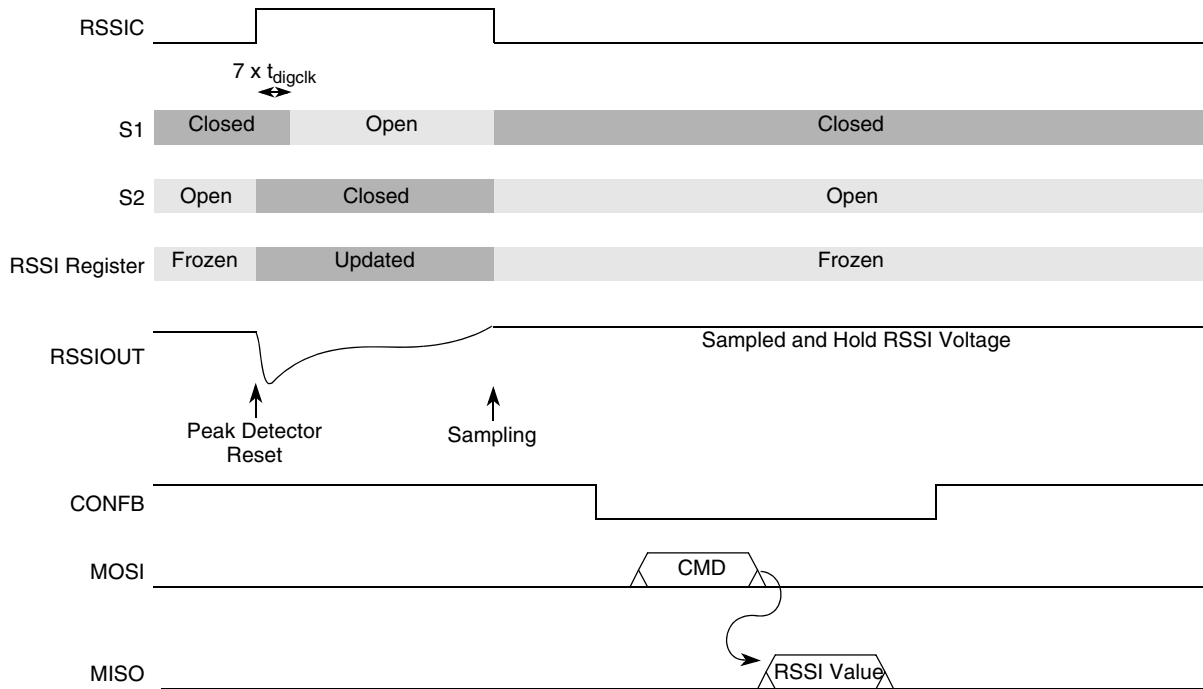 RSSIC
7 x tdigclk
S1 Closed Open Closed
S2 Open Closed Open
RSSI Register Frozen Updated Frozen
RSSIOUT Sampled and Hold RSSI Voltage
Peak Detector
Reset
Sampling
CONFB
MOSI CMD
MISO RSSI Value